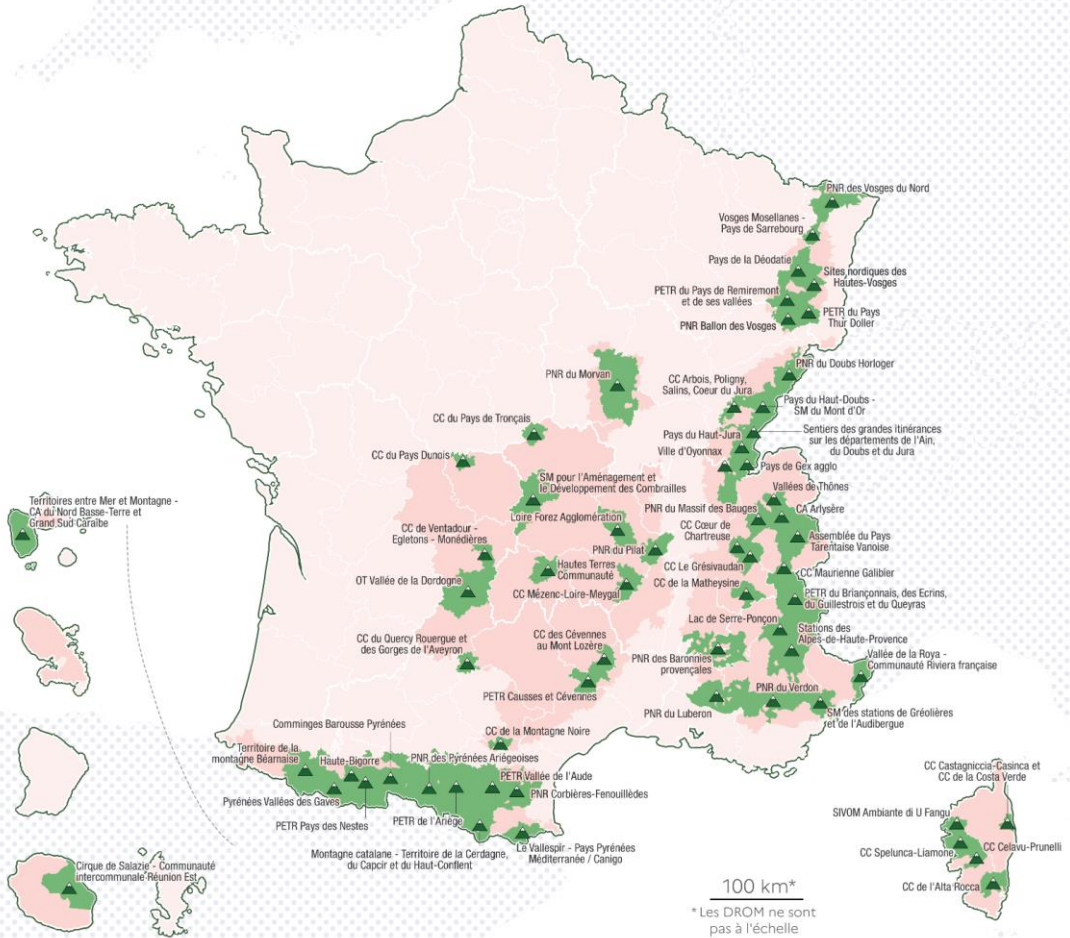 PNR des Vosges du Nord
Vosges Mosellanes -
Pays de Sarrebourg
Pays de la Déodatie
Sites nordiques des
Hautes-Vosges
PETR du Pays de Remiremont
et de ses vallées
PETR du Pays
Thur Doller
PNR Ballon des Vosges
PNR du Doubs Horloger
PNR du Morvan
CC Arbois, Poligny,
Salins, Coeur du Jura
Pays du Haut-Doubs -
SM du Mont d'Or
CC du Pays de Tronçais
Sentiers des grandes itinérances
sur les départements de l'Ain,
du Doubs et du Jura
Pays du Haut-Jura
Ville d'Oyonnax
CC du Pays Dunois
Pays de Gex agglo
SM pour l'Aménagement et
le Développement des Combrailles
Vallées de Thônes
Territoires entre Mer et Montagne -
CA du Nord Basse-Terre et
Grand Sud Caraïbe
PNR du Massif des Bauges
CA Arlysère
Loire Forez Agglomération
CC de Ventadour -
Egletons - Monédières
CC Cœur de
Chartreuse
Assemblée du Pays
Tarentaise Vanoise
PNR du Pilat
Hautes Terres
Communauté
CC Le Grésivaudan
CC Maurienne Galibier
OT Vallée de la Dordogne
CC Mézenc-Loire-Meygal
CC de la Matheysine
PETR du Briançonnais, des Ecrins,
du Guillestrois et du Queyras
Lac de Serre-Ponçon
Stations des
Alpes-de-Haute-Provence
CC du Quercy Rouergue et
des Gorges de l'Aveyron
CC des Cévennes
au Mont Lozère
PNR des Baronnies
provençales
Vallée de la Roya -
Communauté Riviera française
PETR Causses et Cévennes
PNR du Verdon
PNR du Luberon
SM des stations de Gréolières
et de l'Audibergue
Comminges Barousse Pyrénées
CC de la Montagne Noire
Territoire de la
montagne Béarnaise
Haute-Bigorre
PNR des Pyrénées Ariégeoises
PETR Vallée de l'Aude
PNR Corbières-Fenouillèdes
Pyrénées Vallées des Gaves
PETR Pays des Nestes
PETR de l'Ariège
Montagne catalane - Territoire de la Cerdagne,
du Capcir et du Haut-Conflent
Le Vallespir - Pays Pyrénées
Méditerranée / Canigo
CC Castagniccia-Casinca et
CC de la Costa Verde
SIVOM Ambiante di U Fangu
CC Spelunca-Liamone
CC Celavu-Prunelli
CC de l'Alta Rocca
Cirque de Salazie - Communauté
intercommunale Réunion Est
100 km*
* Les DROM ne sont
pas à l'échelle